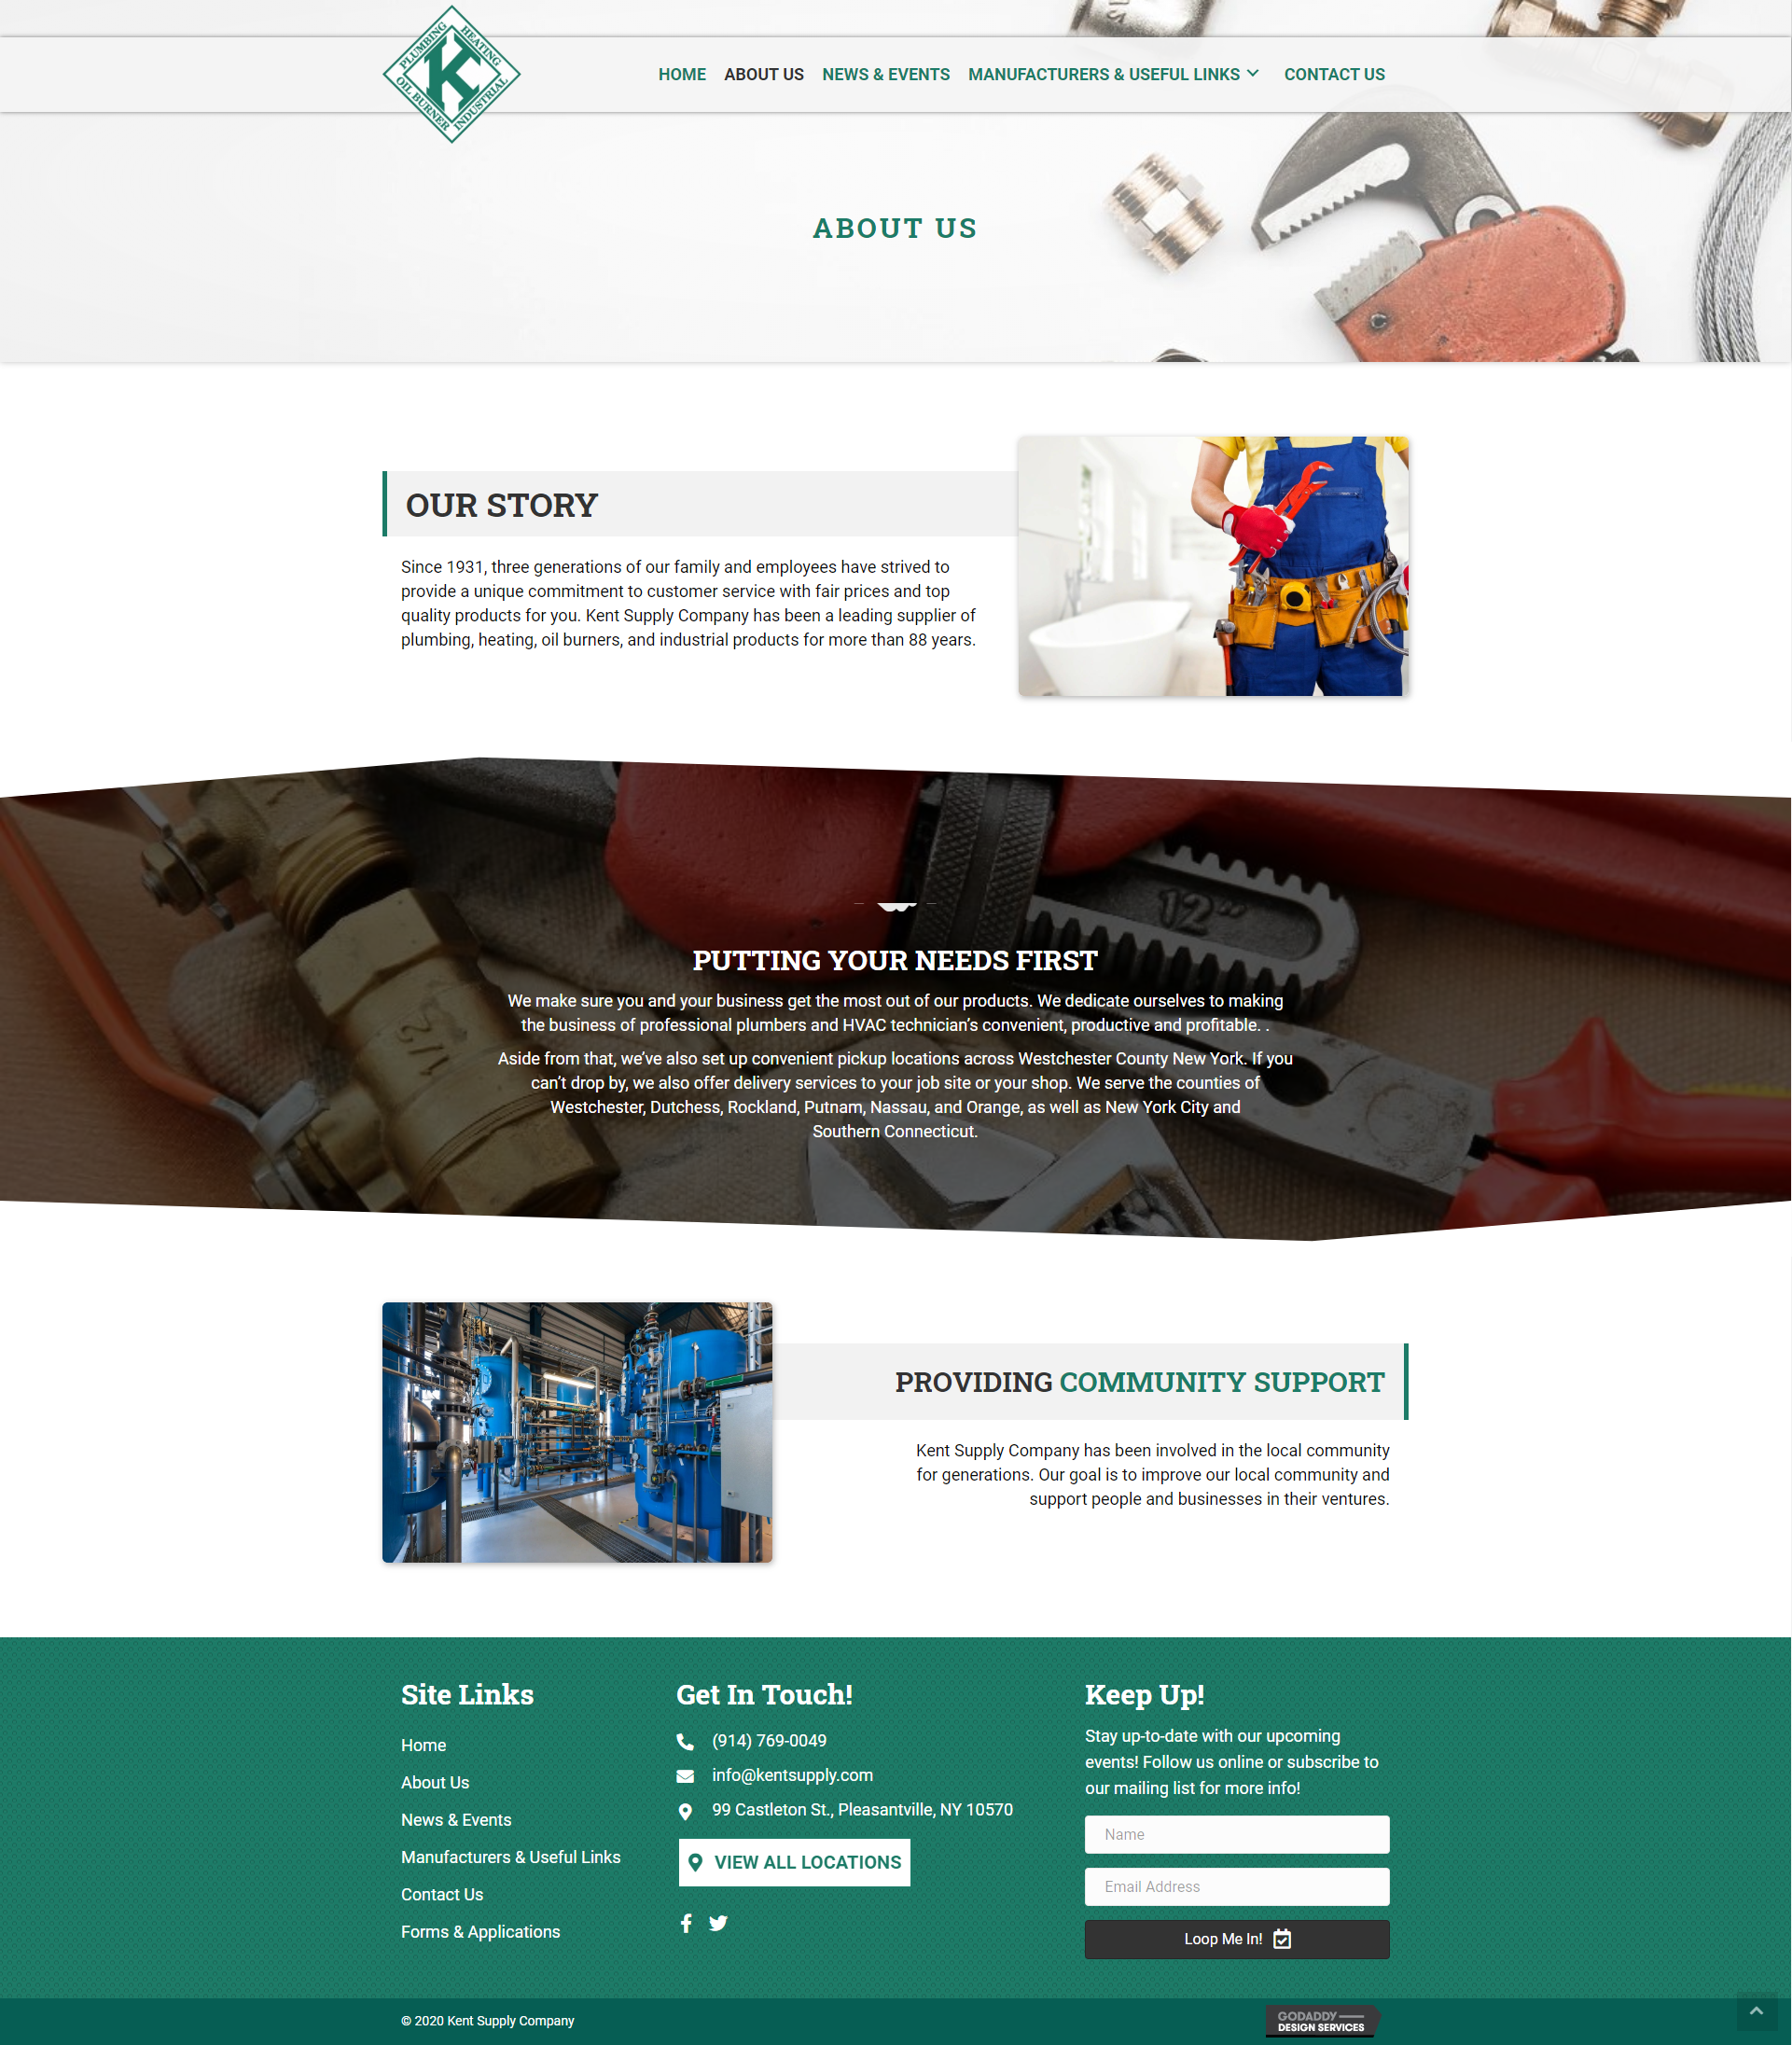 PLUMBING
HEATING
K
OIL BURNER
INDUSTRIAL
HOME
ABOUT US
NEWS & EVENTS
MANUFACTURERS & USEFUL LINKS
CONTACT US
ABOUT US
OUR STORY
Since 1931, three generations of our family and employees have strived to
provide a unique commitment to customer service with fair prices and top
quality products for you. Kent Supply Company has been a leading supplier of
plumbing, heating, oil burners, and industrial products for more than 88 years.
12"
PUTTING YOUR NEEDS FIRST
We make sure you and your business get the most out of our products. We dedicate ourselves to making
the business of professional plumbers and HVAC technician’s convenient, productive and profitable. .
Aside from that, we’ve also set up convenient pickup locations across Westchester County New York. If you
can’t drop by, we also offer delivery services to your job site or your shop. We serve the counties of
Westchester, Dutchess, Rockland, Putnam, Nassau, and Orange, as well as New York City and
Southern Connecticut.
PROVIDING COMMUNITY SUPPORT
Kent Supply Company has been involved in the local community
for generations. Our goal is to improve our local community and
support people and businesses in their ventures.
Site Links
Home
About Us
News & Events
Manufacturers & Useful Links
Contact Us
Forms & Applications
Get In Touch!
(914) 769-0049
info@kentsupply.com
99 Castleton St., Pleasantville, NY 10570
VIEW ALL LOCATIONS
Keep Up!
Stay up-to-date with our upcoming
events! Follow us online or subscribe to
our mailing list for more info!
Name
Email Address
Loop Me In!
© 2020 Kent Supply Company
GODADDY
DESIGN SERVICES